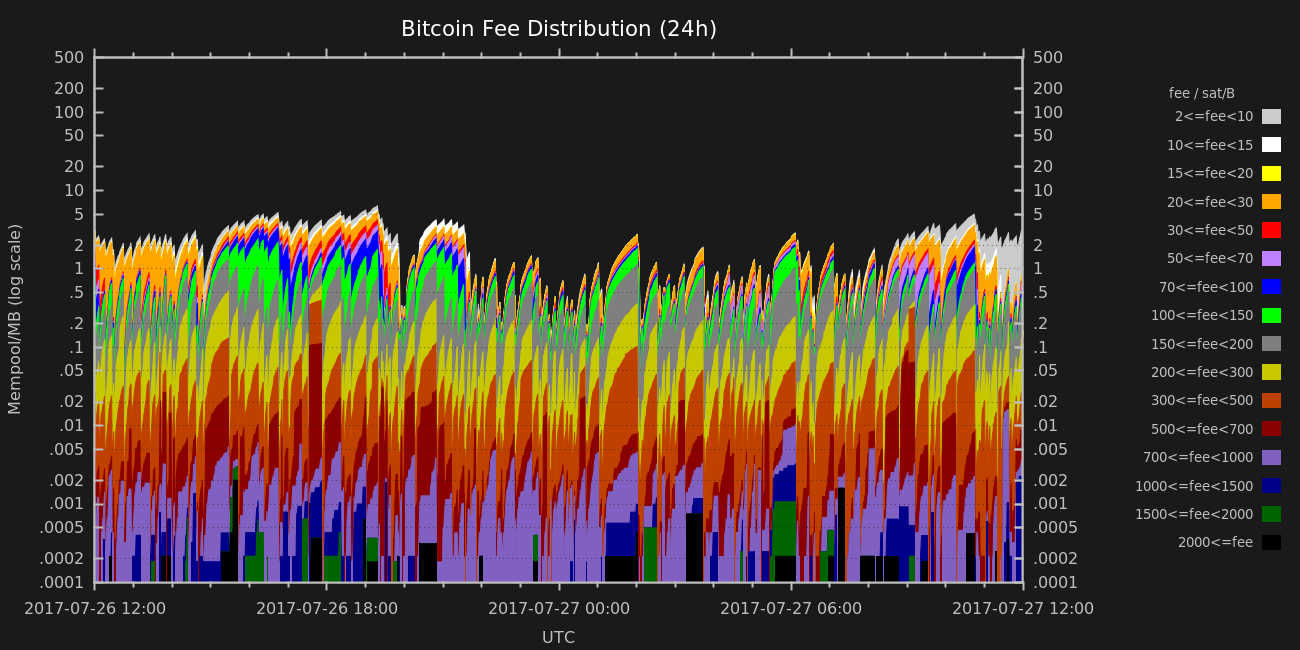 Bitcoin Fee Distribution (24h)
Mempool/MB (log scale)
500
200
100
50
20
10
5
2
1
.5
.2
.1
.05
.02
.01
.005
.002
.001
.0005
.0002
.0001
500
200
100
50
20
10
5
2
1
.5
.2
.1
.05
.02
.01
.005
.002
.001
.0005
.0002
.0001
2017-07-26 12:00
2017-07-26 18:00
2017-07-27 00:00
2017-07-27 06:00
2017-07-27 12:00
UTC
fee / sat/B
2<=fee<10
10<=fee<15
15<=fee<20
20<=fee<30
30<=fee<50
50<=fee<70
70<=fee<100
100<=fee<150
150<=fee<200
200<=fee<300
300<=fee<500
500<=fee<700
700<=fee<1000
1000<=fee<1500
1500<=fee<2000
2000<=fee